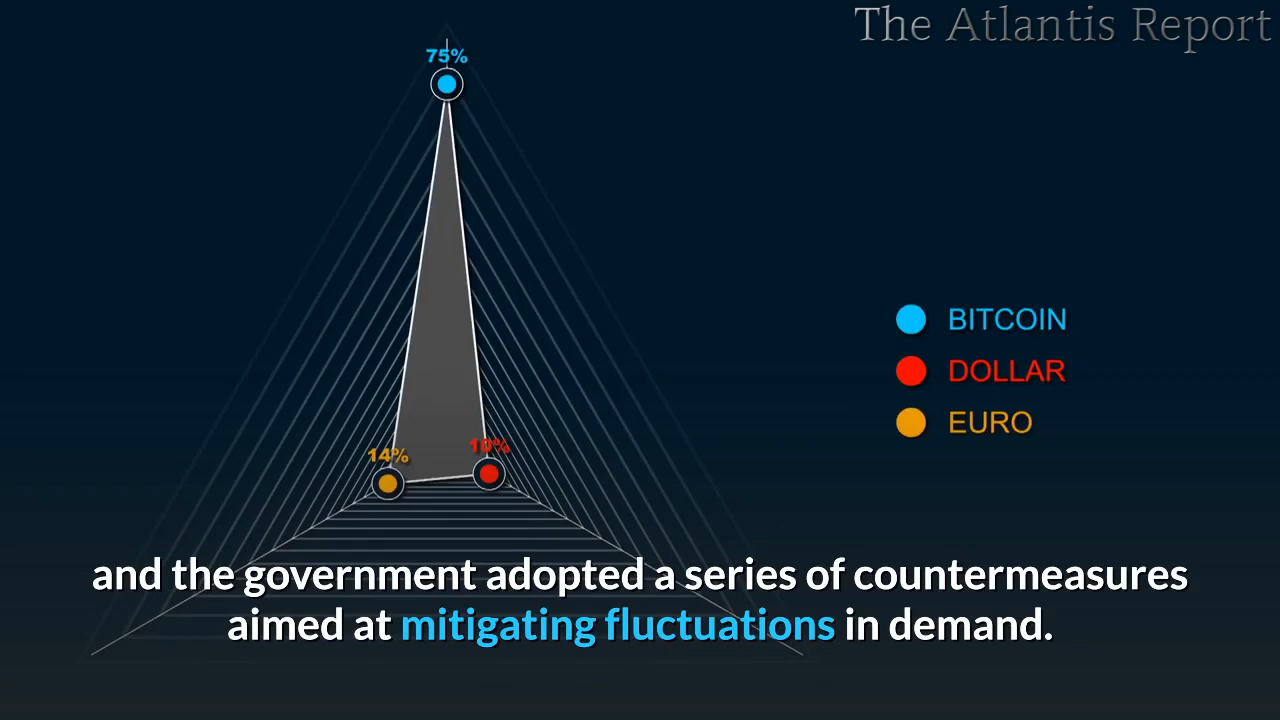 The Atlantis Report
75%
BITCOIN
DOLLAR
EURO
10%
14%
and the government adopted a series of countermeasures
aimed at mitigating fluctuations in demand.